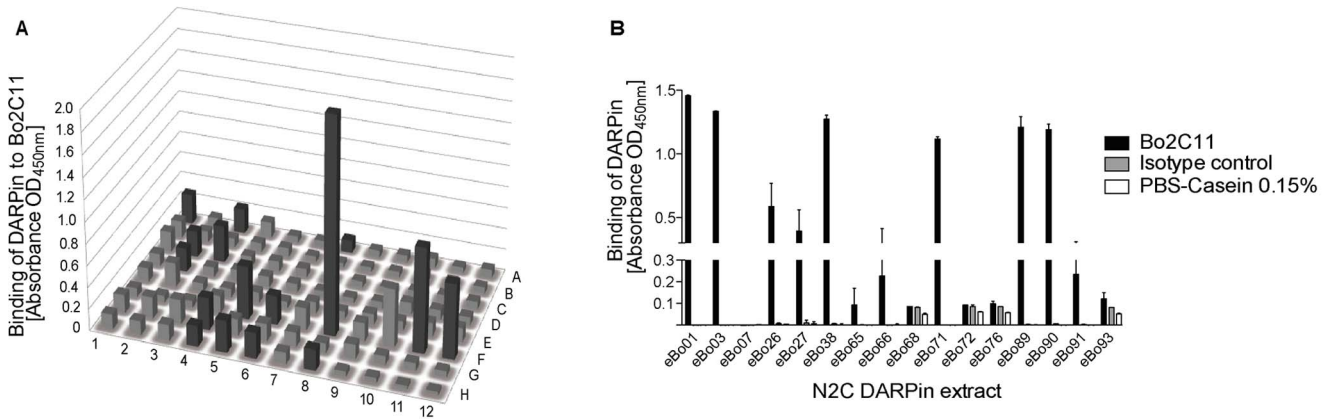 A
Binding of DARPin to Bo2C11
[Absorbance OD450nm]
2.0
1.8
1.6
1.4
1.2
1.0
0.8
0.6
0.4
0.2
0
1 2 3 4 5 6 7 8 9 10 11 12
A
B
C
D
E
F
G
H
B
Binding of DARPin
[Absorbance OD450nm]
1.5
1.0
0.5
0.3
0.2
0.1
eBo01 eBo03 eBo07 eBo26 eBo27 eBo38 eBo65 eBo66 eBo68 eBo71 eBo72 eBo76 eBo89 eBo90 eBo91 eBo93
N2C DARPin extract
Bo2C11
Isotype control
PBS-Casein 0.15%